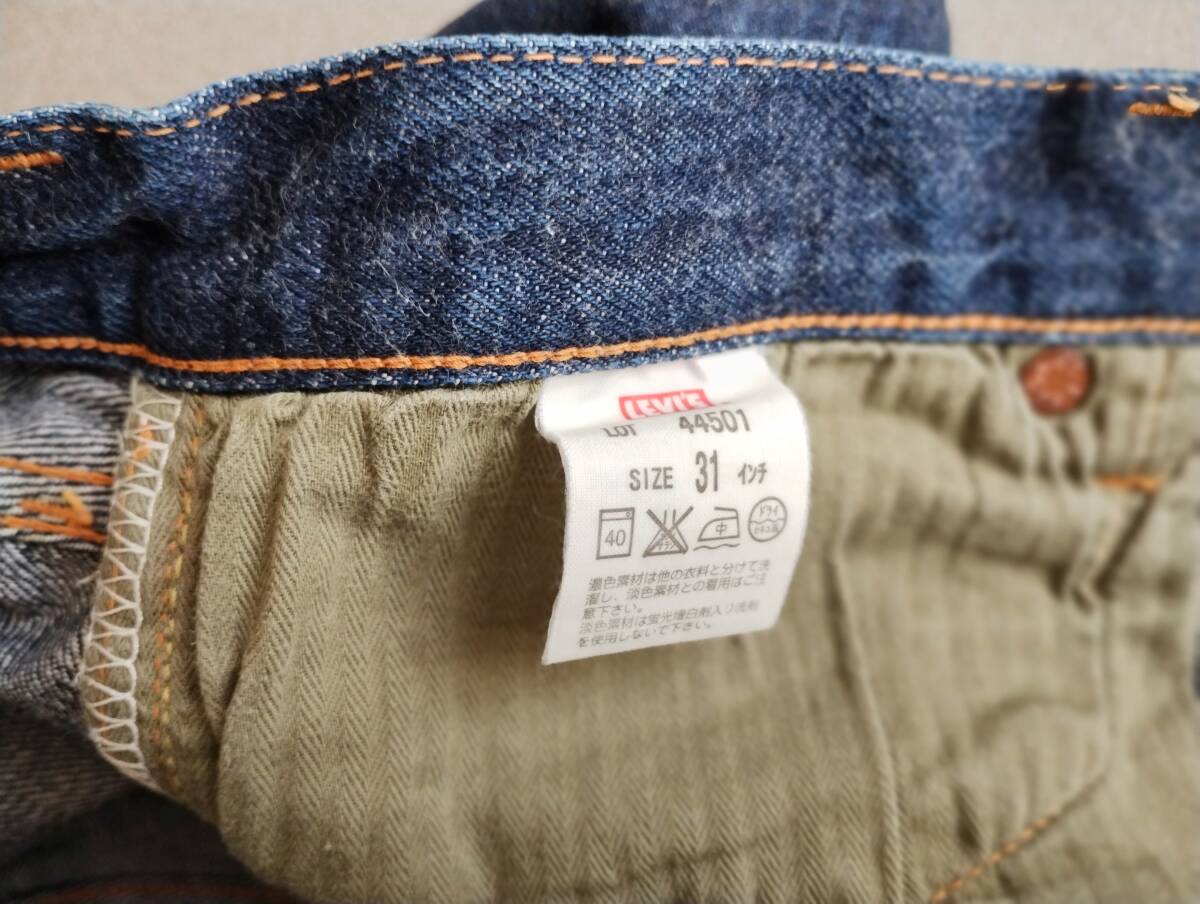 LEVI'S
LOT 44501
SIZE 31 インチ
40 中 ドライ
濃色素材は他の衣料と分けて洗
濯し、淡色素材との着用はご注
意下さい。
淡色素材は蛍光増白剤入り洗剤
を使用しないで下さい。